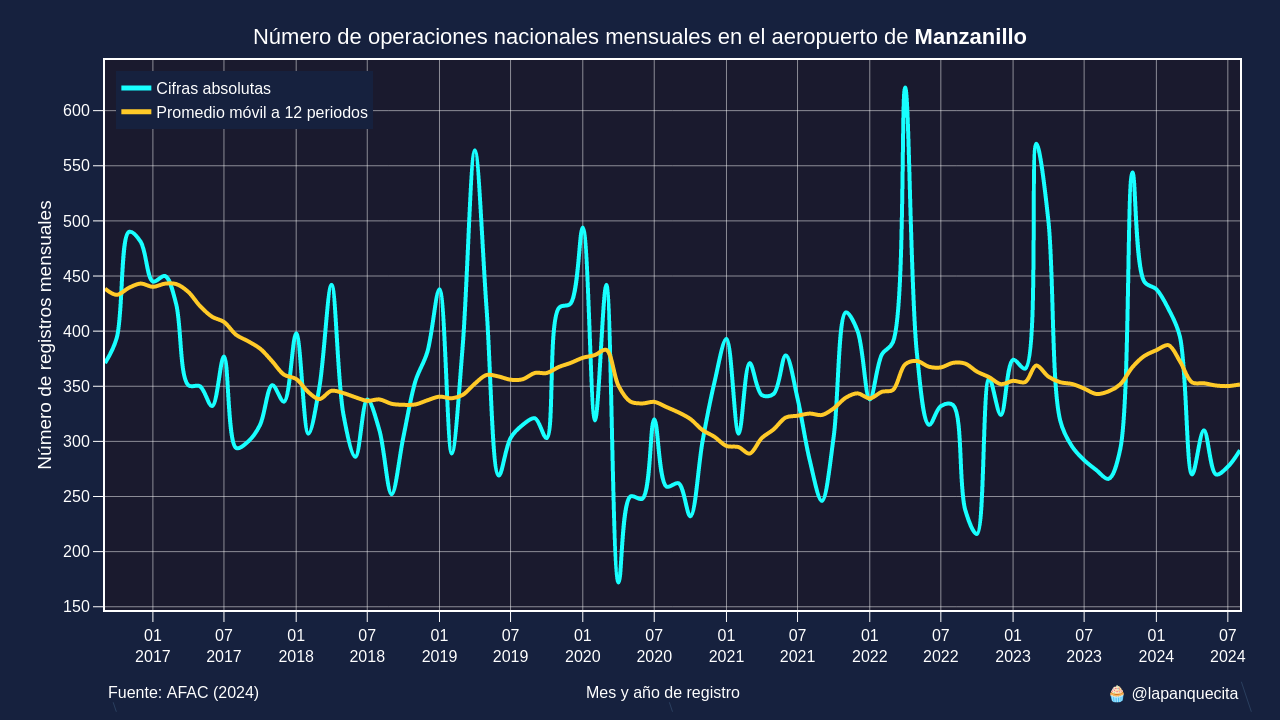 Número de operaciones nacionales mensuales en el aeropuerto de Manzanillo
Cifras absolutas
Promedio móvil a 12 periodos
Número de registros mensuales
600
550
500
450
400
350
300
250
200
150
01 07 01 07 01 07 01 07 01 07 01 07 01 07 01 07
2017 2017 2018 2018 2019 2019 2020 2020 2021 2021 2022 2022 2023 2023 2024 2024
Fuente: AFAC (2024) Mes y año de registro 🧁 @lapanquecita